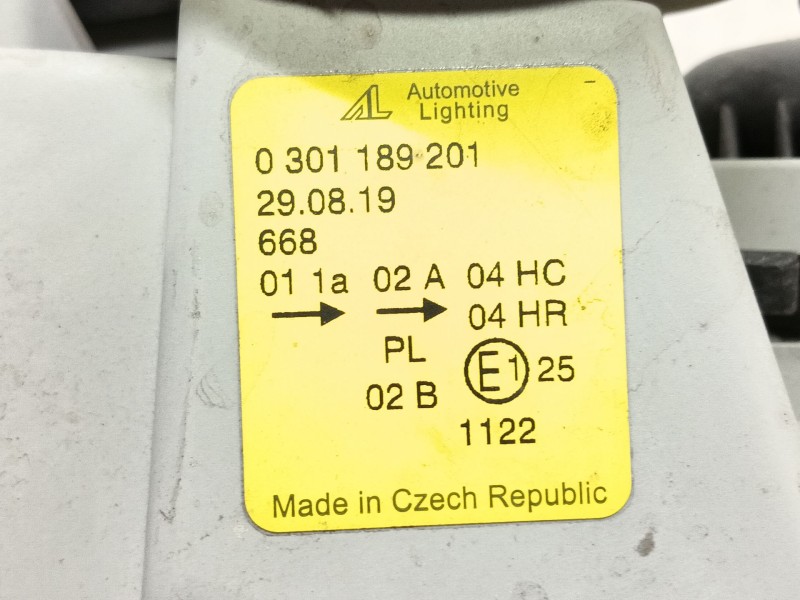 AL Automotive
Lighting
0 301 189 201
29.08.19
668
01 1a 02 A 04 HC
04 HR
PL
02 B E1 25
1122
Made in Czech Republic